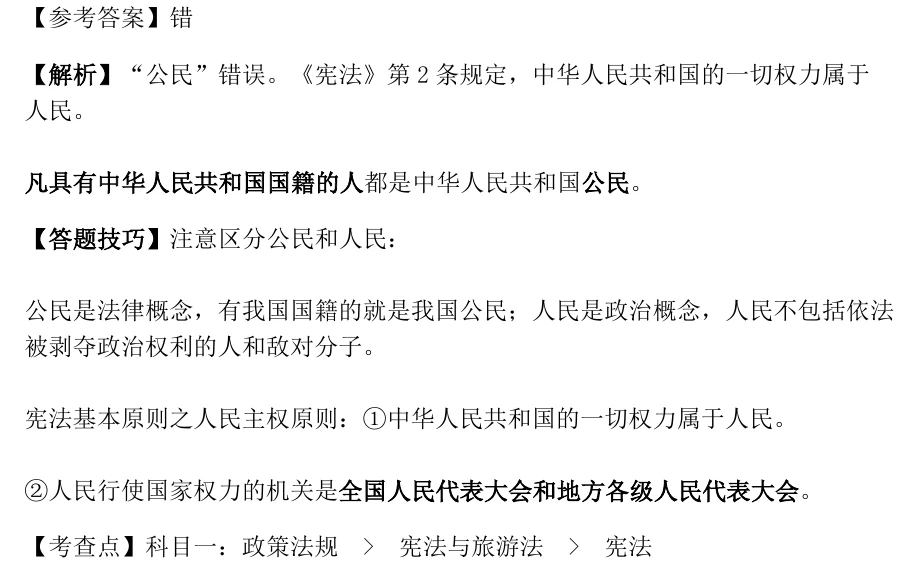 【参考答案】错
【解析】“公民”错误。《宪法》第 2 条规定，中华人民共和国的一切权力属于
人民。
凡具有中华人民共和国国籍的人都是中华人民共和国公民。
【答题技巧】注意区分公民和人民：
公民是法律概念，有我国国籍的就是我国公民；人民是政治概念，人民不包括依法
被剥夺政治权利的人和敌对分子。
宪法基本原则之人民主权原则：①中华人民共和国的一切权力属于人民。
②人民行使国家权力的机关是全国人民代表大会和地方各级人民代表大会。
【考查点】科目一：政策法规 > 宪法与旅游法 > 宪法